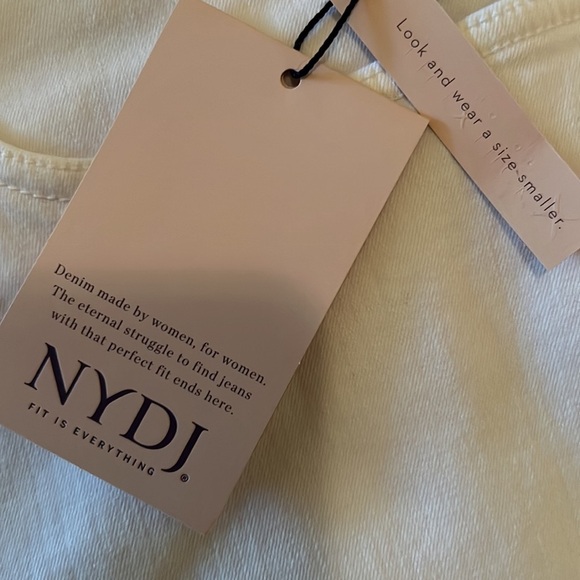 Look and wear a size smaller.
Denim made by women, for women.
The eternal struggle to find jeans
with that perfect fit ends here.
NYDJ®
FIT IS EVERYTHING